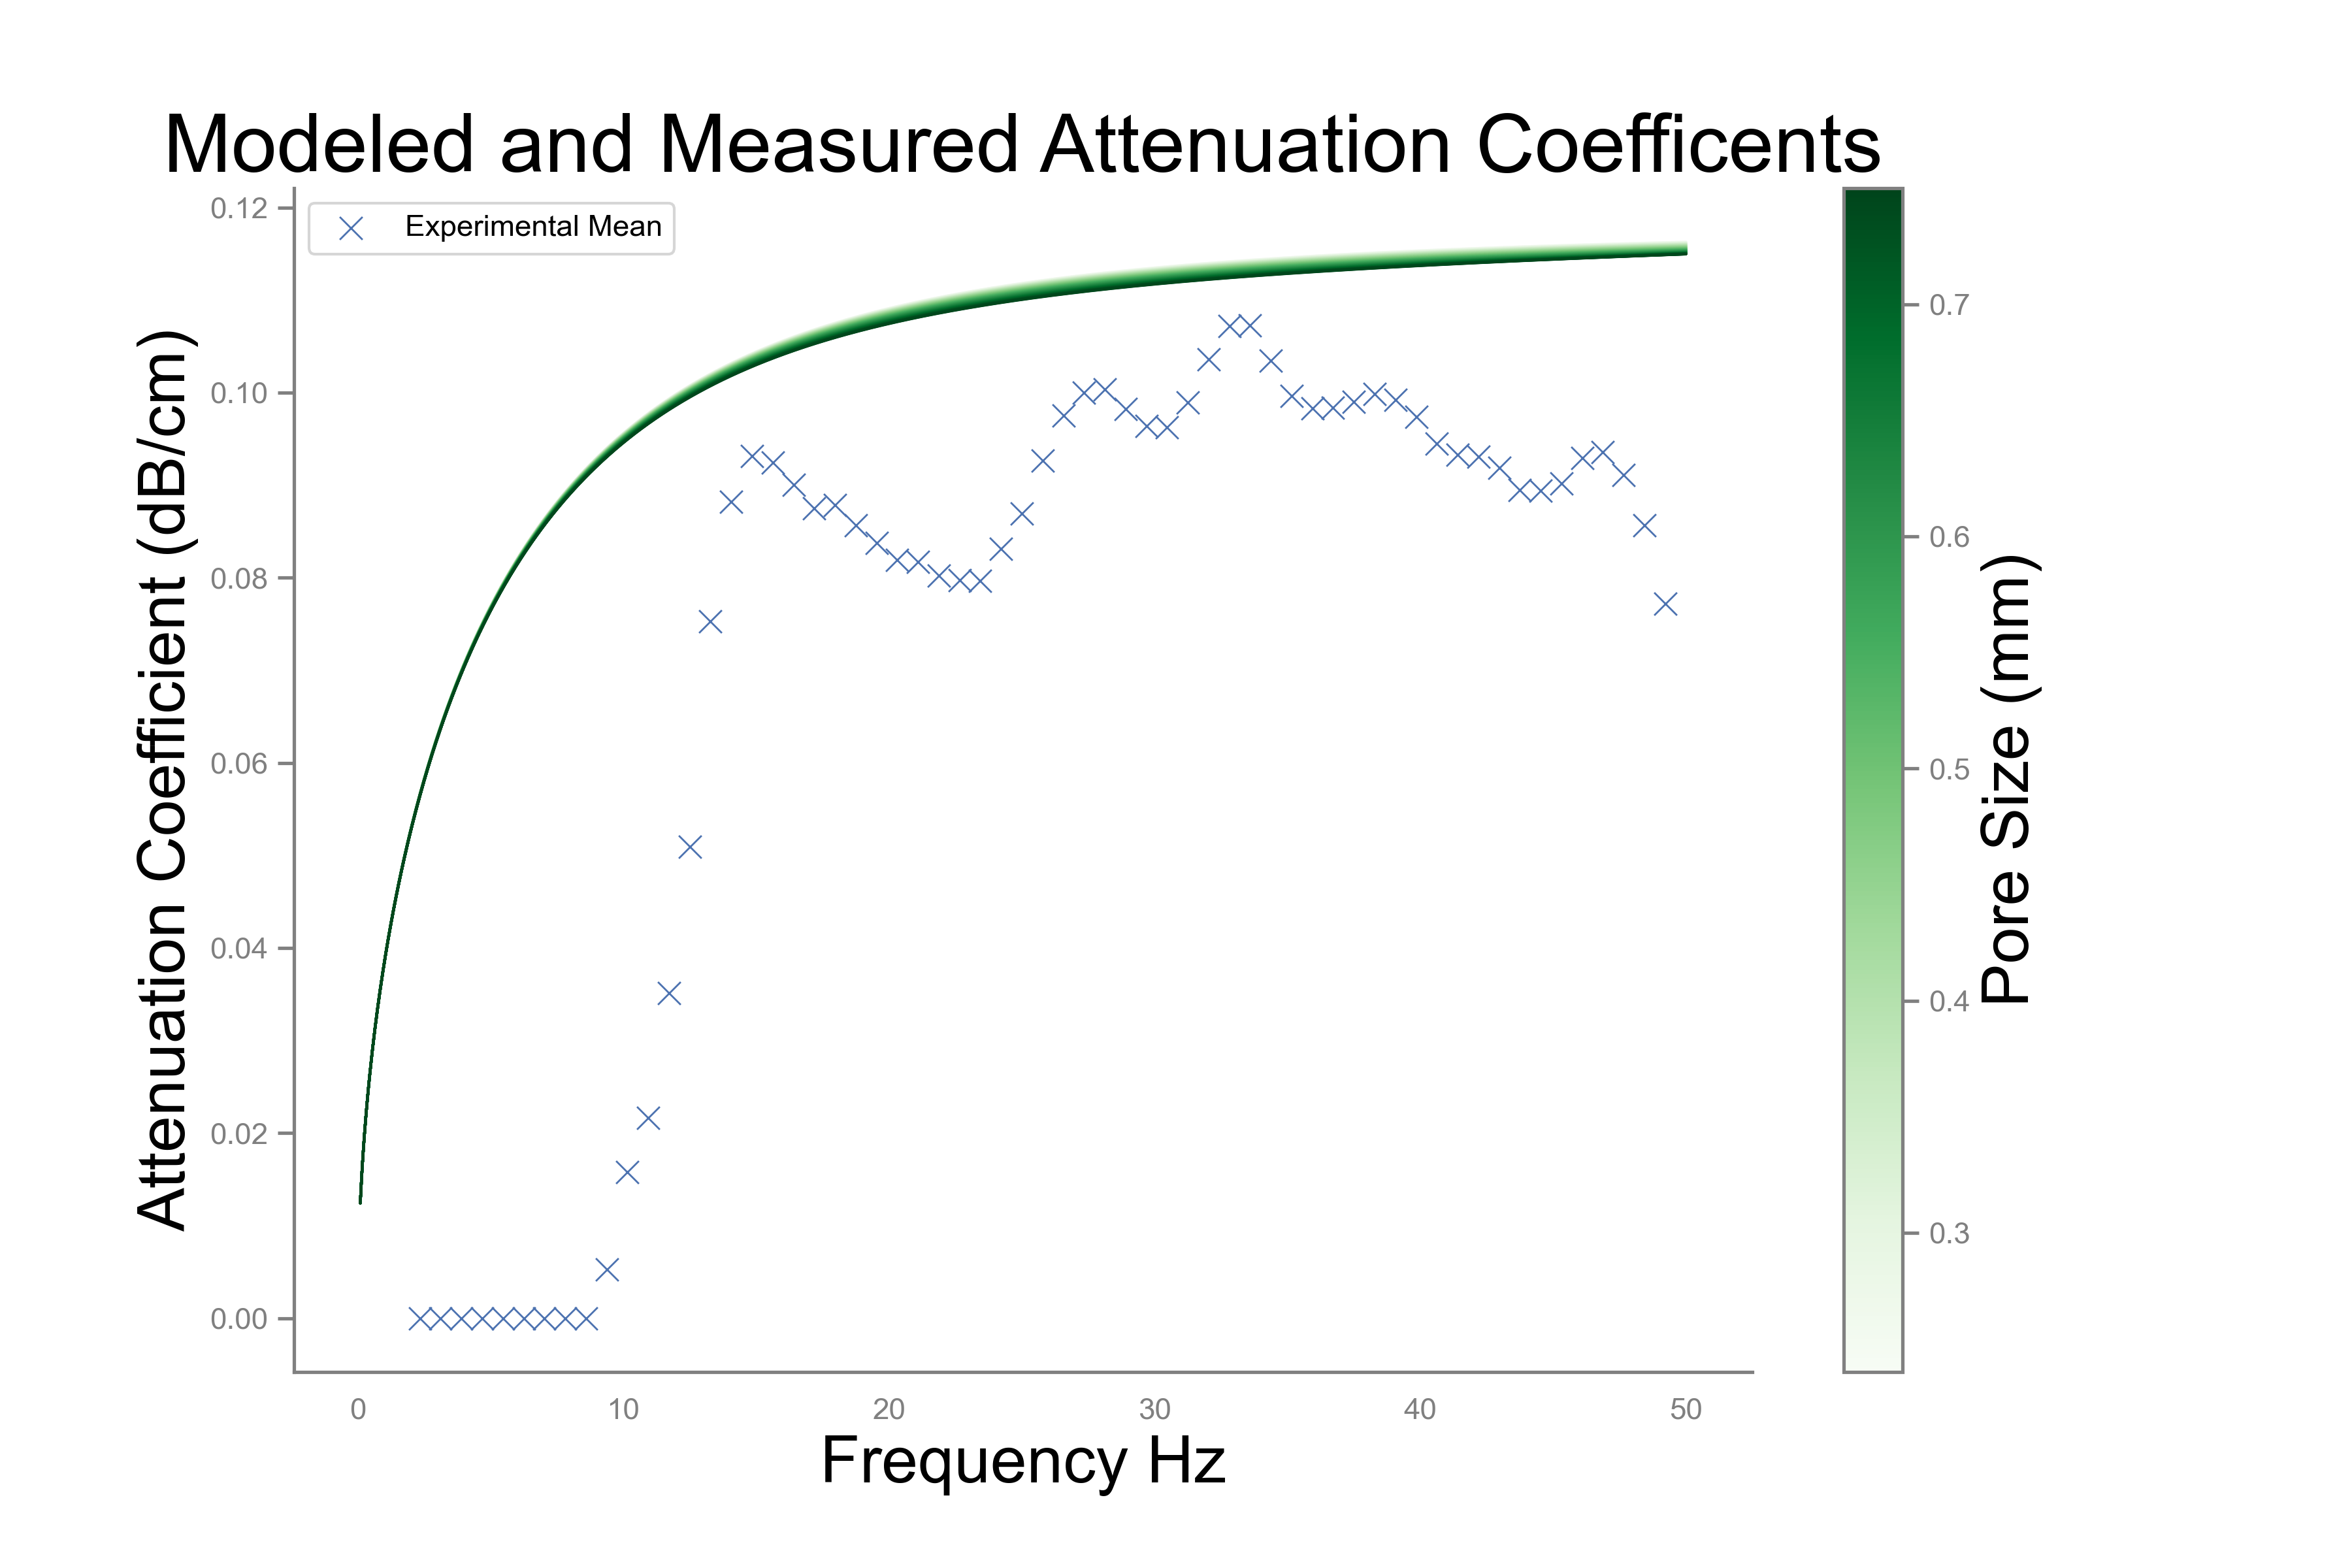 Modeled and Measured Attenuation Coefficents
Experimental Mean
Attenuation Coefficient (dB/cm)
0.12
0.10
0.08
0.06
0.04
0.02
0.00
0 10 20 30 40 50
Frequency Hz
0.7
0.6
0.5
0.4
0.3
Pore Size (mm)